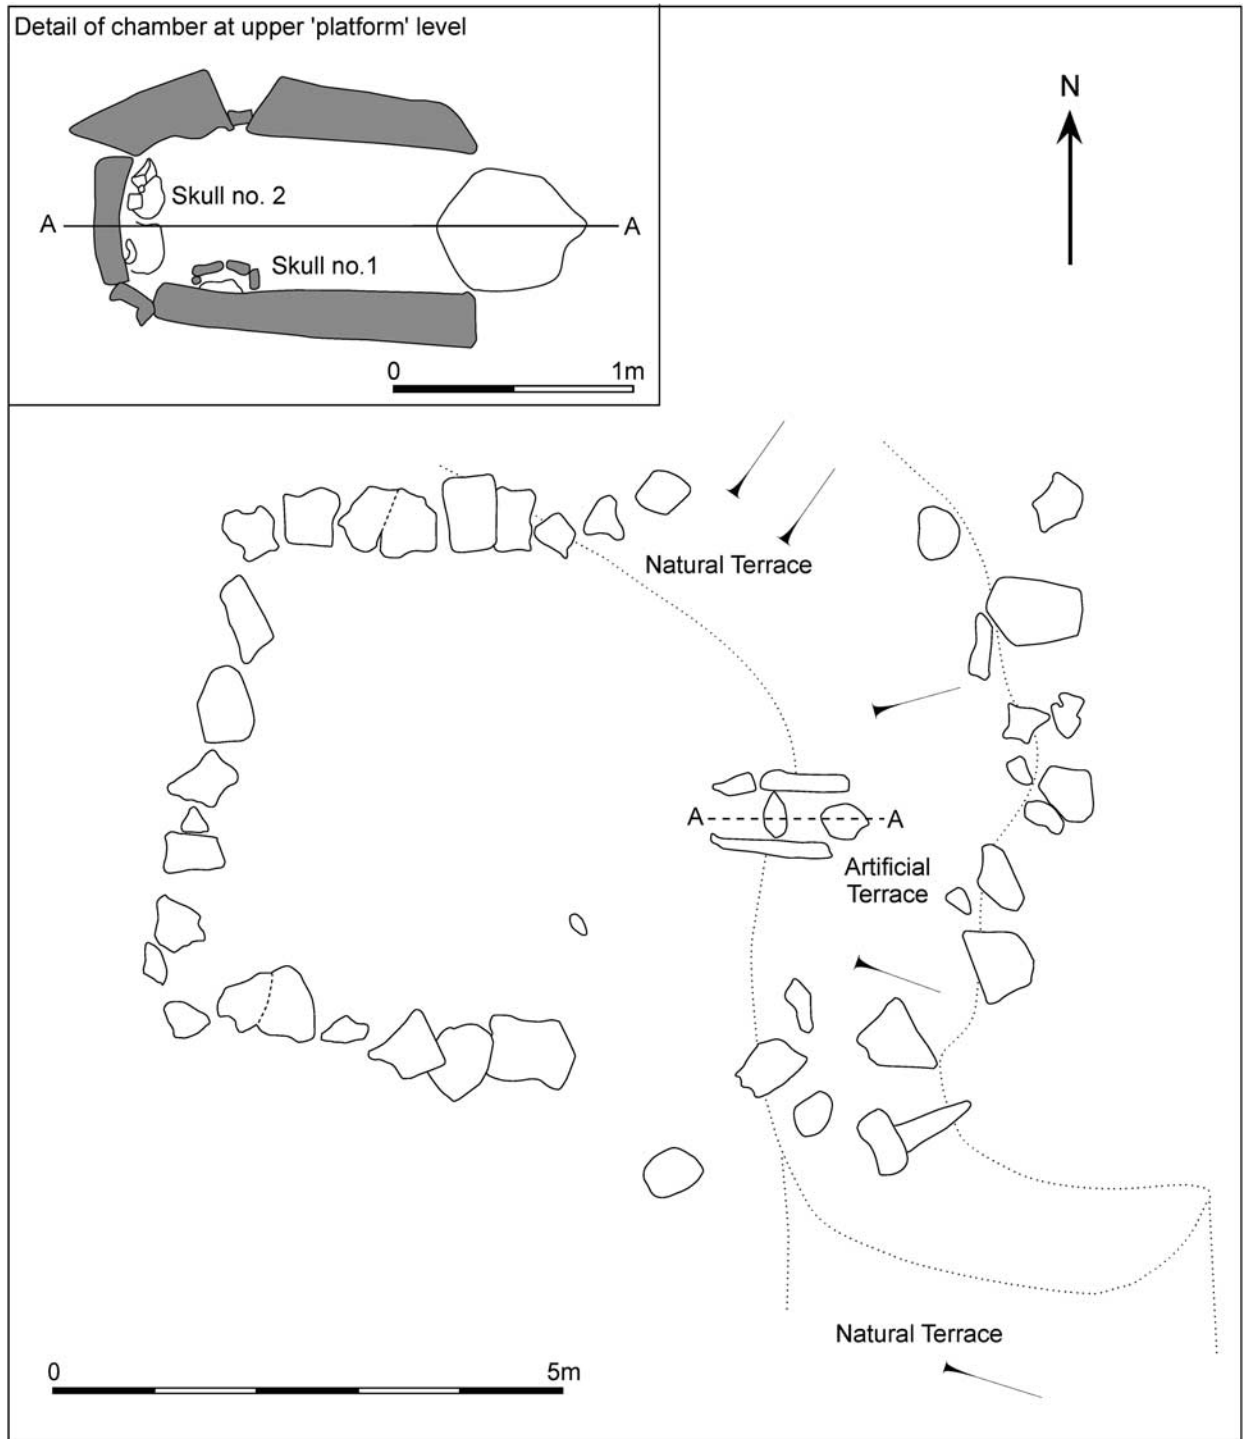 Detail of chamber at upper 'platform' level
N
Skull no. 2
A
A
Skull no.1
0
1m
Natural Terrace
A
A
Artificial
Terrace
Natural Terrace
0
5m